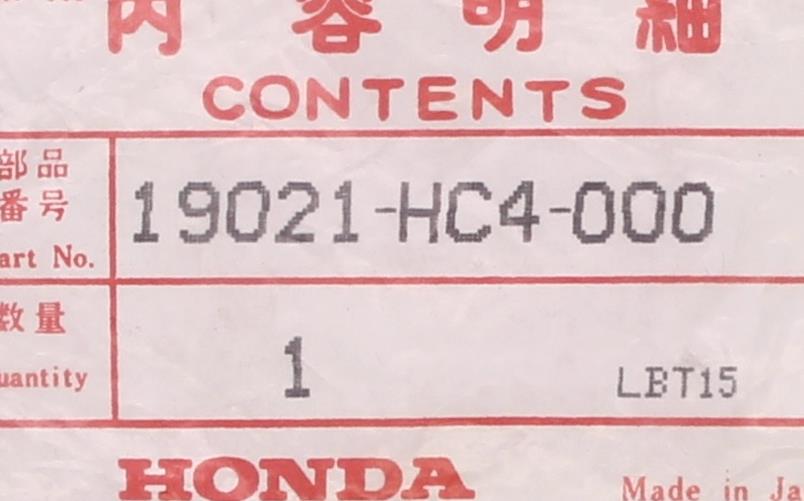 内容明細
CONTENTS
部品
番号
art No.
19021-HC4-000
数量
uantity
1
LBT15
HONDA
Made in Ja